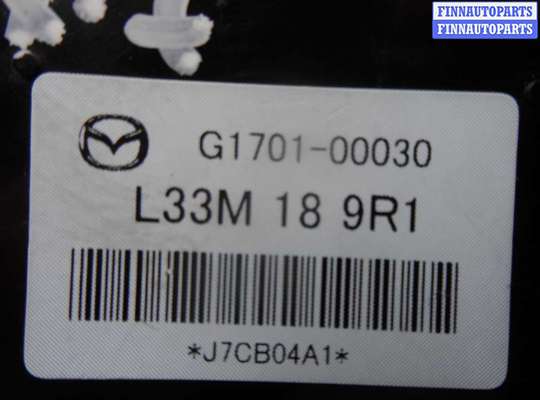 FINNAUTOPARTS
FINNAUTOPARTS
G1701-00030
L33M 18 9R1
*J7CB04A1*